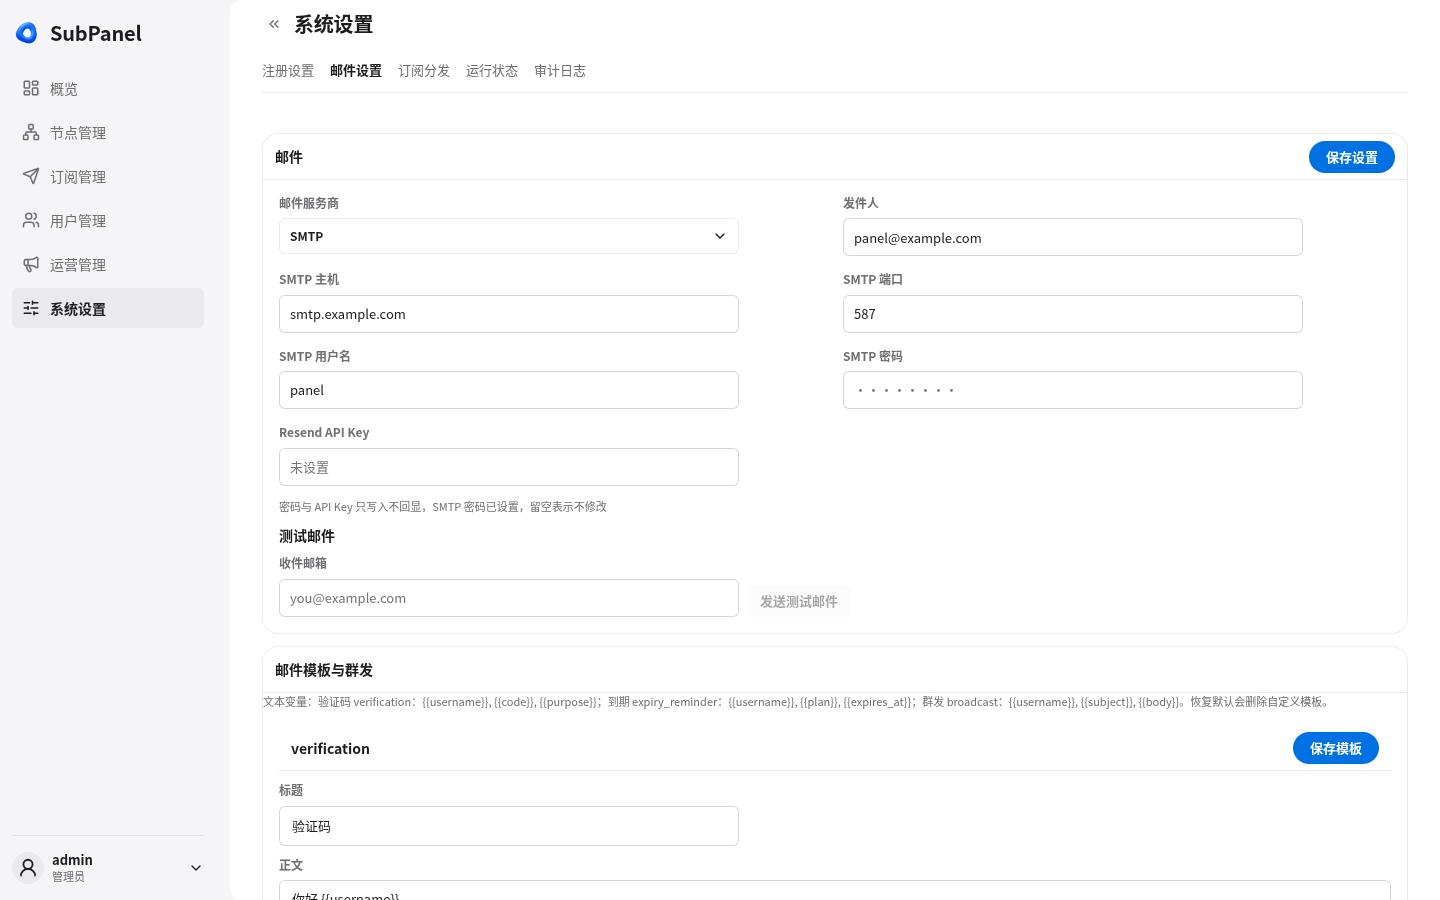 SubPanel
概览
节点管理
订阅管理
用户管理
运营管理
系统设置
admin
管理员
系统设置
注册设置 邮件设置 订阅分发 运行状态 审计日志
邮件
保存设置
邮件服务商
SMTP
发件人
panel@example.com
SMTP 主机
smtp.example.com
SMTP 端口
587
SMTP 用户名
panel
SMTP 密码
••••••••
Resend API Key
未设置
密码与 API Key 只写入不回显，SMTP 密码已设置，留空表示不修改
测试邮件
收件邮箱
you@example.com
发送测试邮件
邮件模板与群发
文本变量：验证码 verification：{{username}}, {{code}}, {{purpose}}；到期 expiry_reminder：{{username}}, {{plan}}, {{expires_at}}；群发 broadcast：{{username}}, {{subject}}, {{body}}。恢复默认会删除自定义模板。
verification
保存模板
标题
验证码
正文
你好 {{username}}